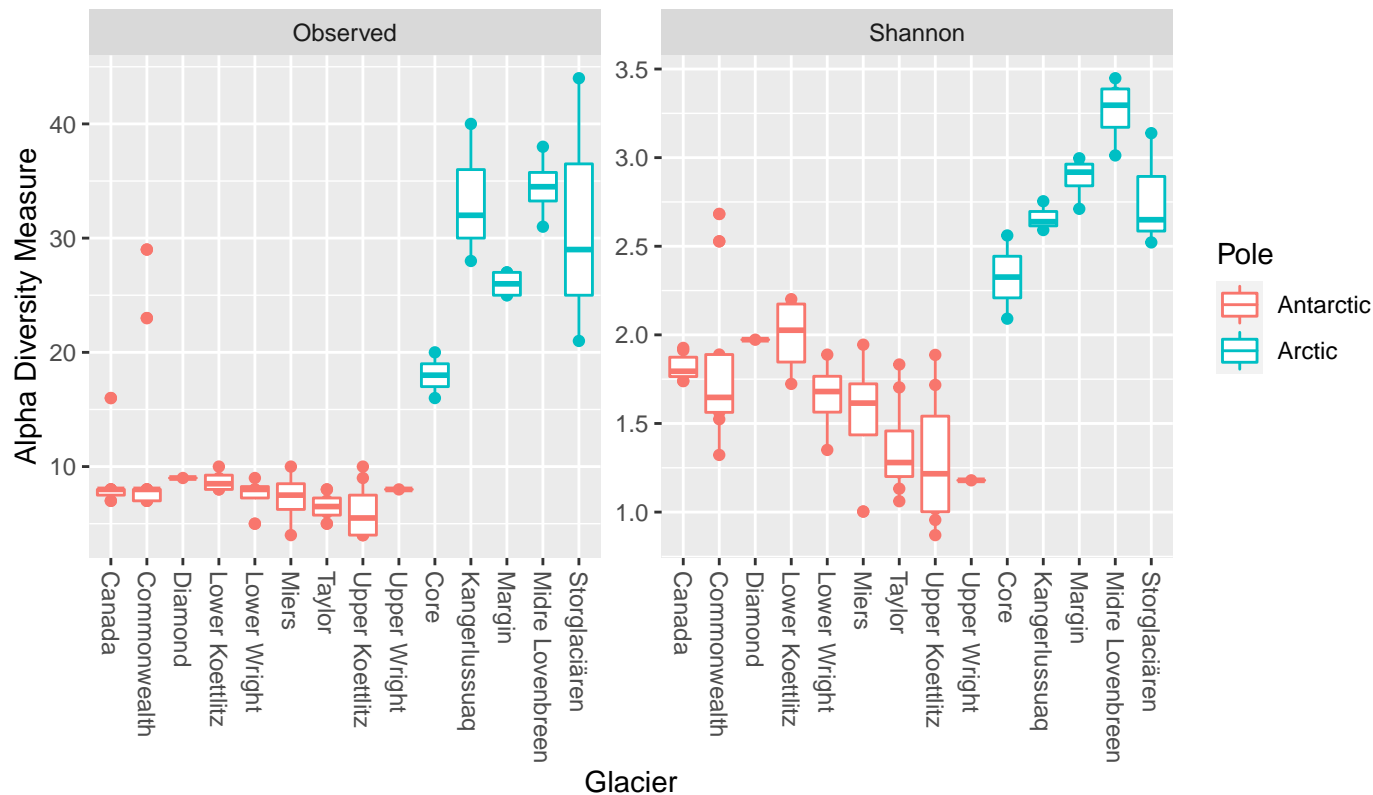 Observed
Shannon
Alpha Diversity Measure
40
30
20
10
3.5
3.0
2.5
2.0
1.5
1.0
Canada
Commonwealth
Diamond
Lower Koettlitz
Lower Wright
Miers
Taylor
Upper Koettlitz
Upper Wright
Core
Kangerlussuaq
Margin
Midre Lovenbreen
Storglaciären
Canada
Commonwealth
Diamond
Lower Koettlitz
Lower Wright
Miers
Taylor
Upper Koettlitz
Upper Wright
Core
Kangerlussuaq
Margin
Midre Lovenbreen
Storglaciären
Glacier
Pole
Antarctic
Arctic